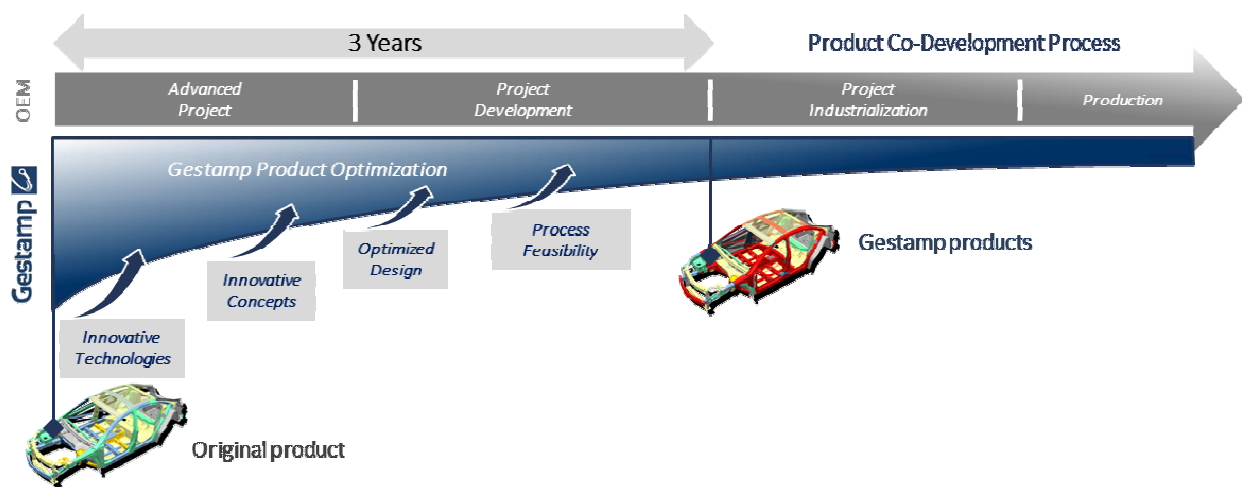 3 Years
Product Co-Development Process
OEM
Advanced
Project
Project
Development
Project
Industrialization
Production
Gestamp
Gestamp Product Optimization
Innovative
Technologies
Innovative
Concepts
Optimized
Design
Process
Feasibility
Gestamp products
Original product